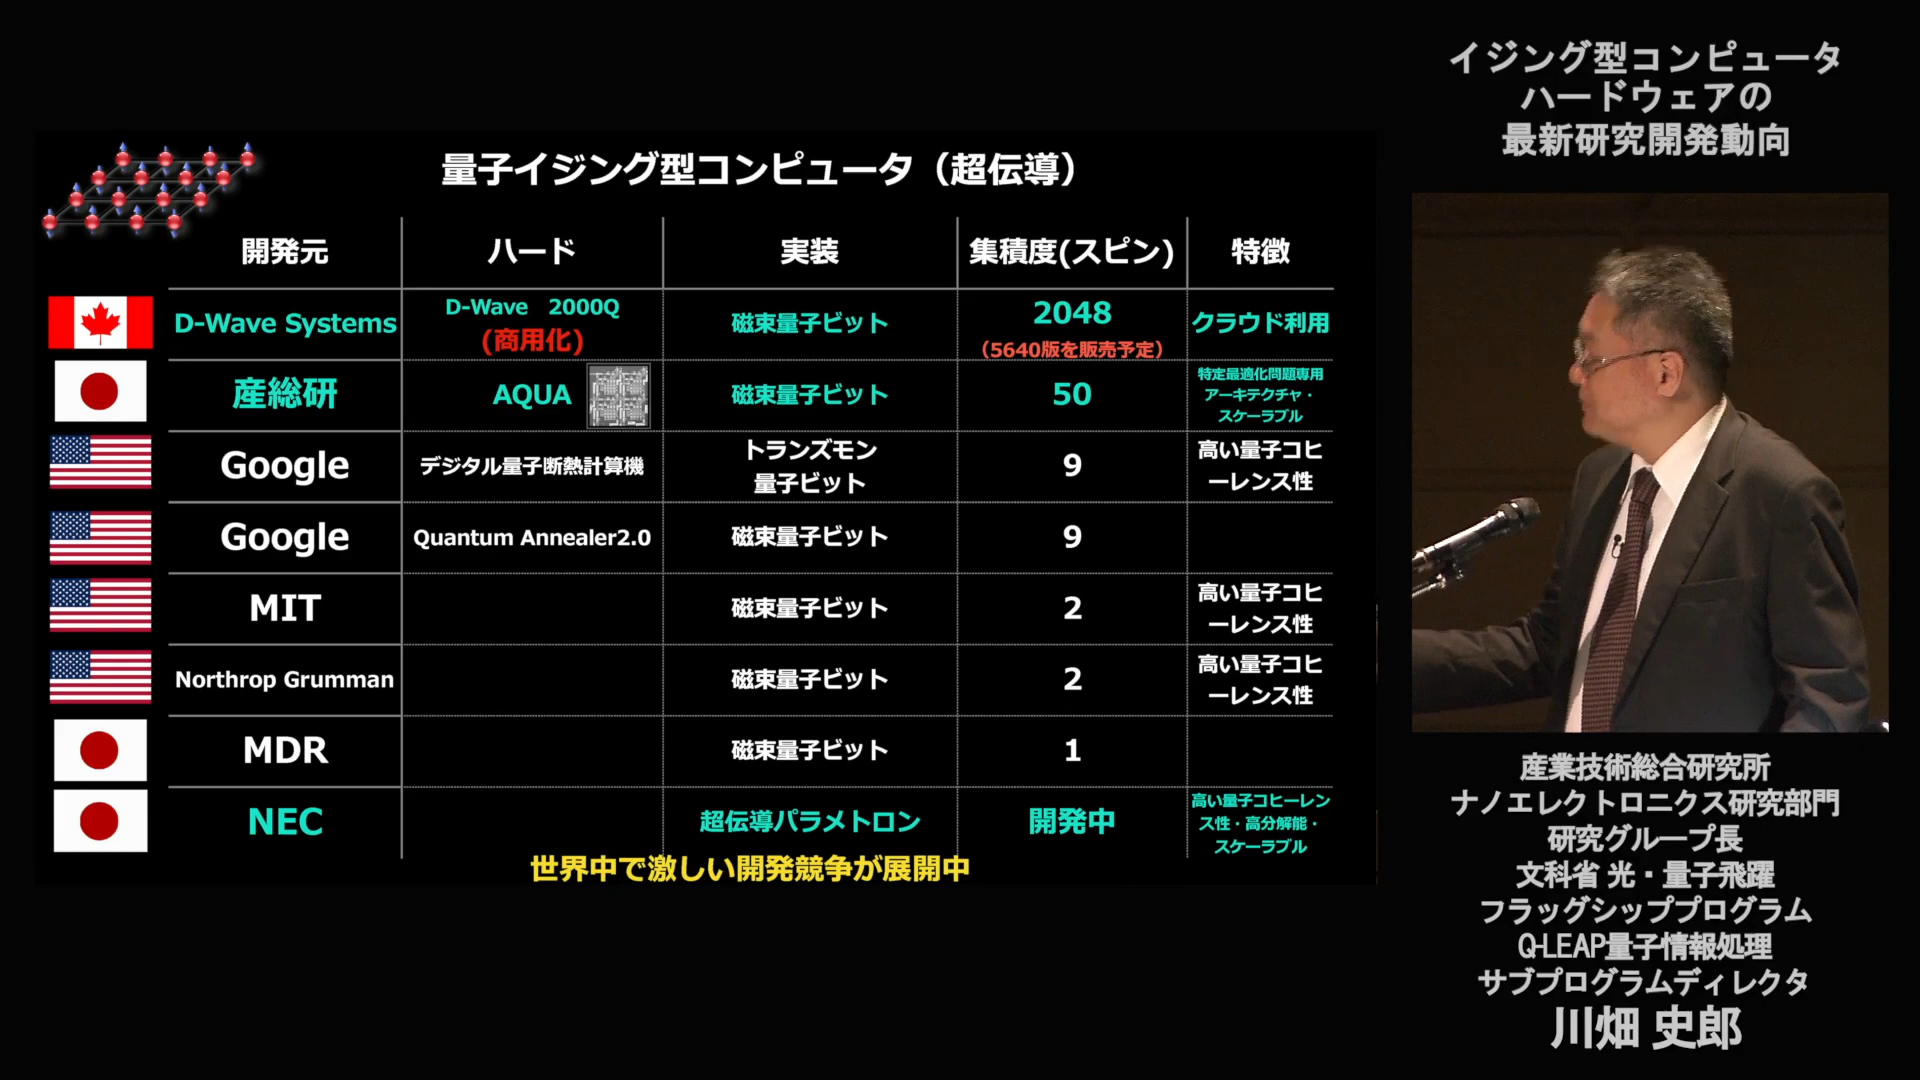 量子イジング型コンピュータ（超伝導）
開発元 ハード 実装 集積度(スピン) 特徴
D-Wave Systems
D-Wave 2000Q
(商用化)
磁束量子ビット
2048
（5640版を販売予定）
クラウド利用
産総研
AQUA
磁束量子ビット
50
特定最適化問題専用
アーキテクチャ・
スケーラブル
Google
デジタル量子断熱計算機
トランズモン
量子ビット
9
高い量子コヒ
ーレンス性
Google
Quantum Annealer2.0
磁束量子ビット
9
MIT
磁束量子ビット
2
高い量子コヒ
ーレンス性
Northrop Grumman
磁束量子ビット
2
高い量子コヒ
ーレンス性
MDR
磁束量子ビット
1
NEC
超伝導パラメトロン
開発中
高い量子コヒーレン
ス性・高分解能・
スケーラブル
世界中で激しい開発競争が展開中
イジング型コンピュータ
ハードウェアの
最新研究開発動向
産業技術総合研究所
ナノエレクトロニクス研究部門
研究グループ長
文科省 光・量子飛躍
フラッグシッププログラム
Q-LEAP量子情報処理
サブプログラムディレクタ
川畑 史郎